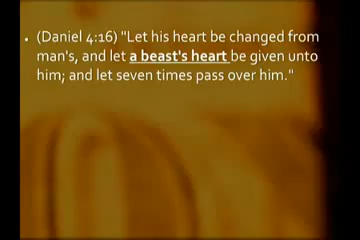 • (Daniel 4:16) "Let his heart be changed from
man's, and let a beast's heart be given unto
him; and let seven times pass over him."